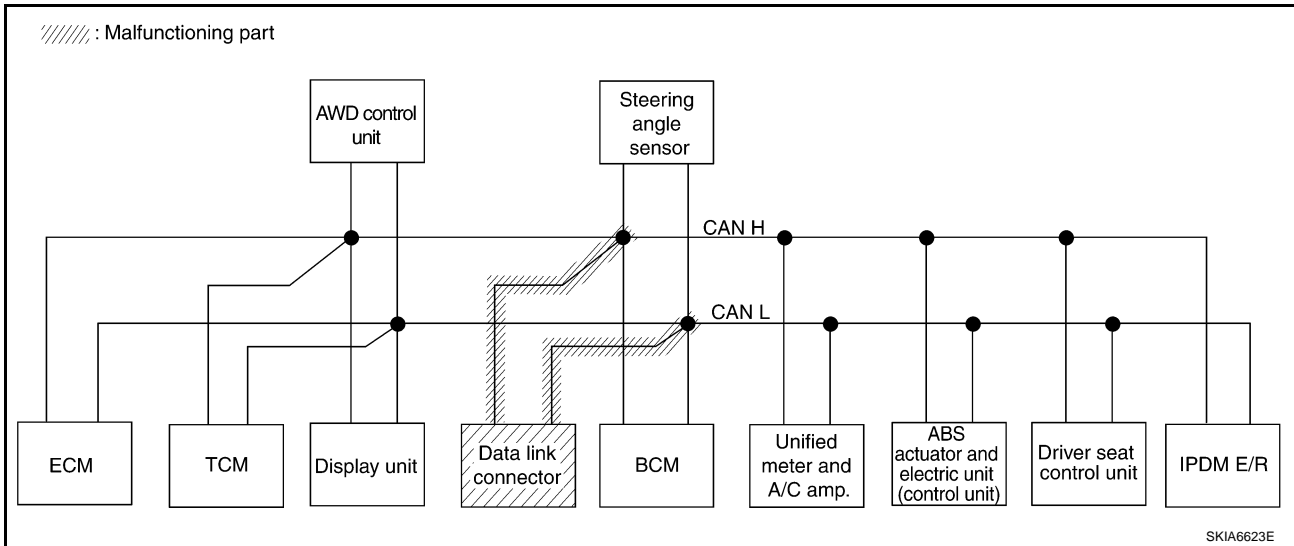 : Malfunctioning part
AWD control
unit
Steering
angle
sensor
CAN H
CAN L
ECM
TCM
Display unit
Data link
connector
BCM
Unified
meter and
A/C amp.
ABS
actuator and
electric unit
(control unit)
Driver seat
control unit
IPDM E/R
SKIA6623E